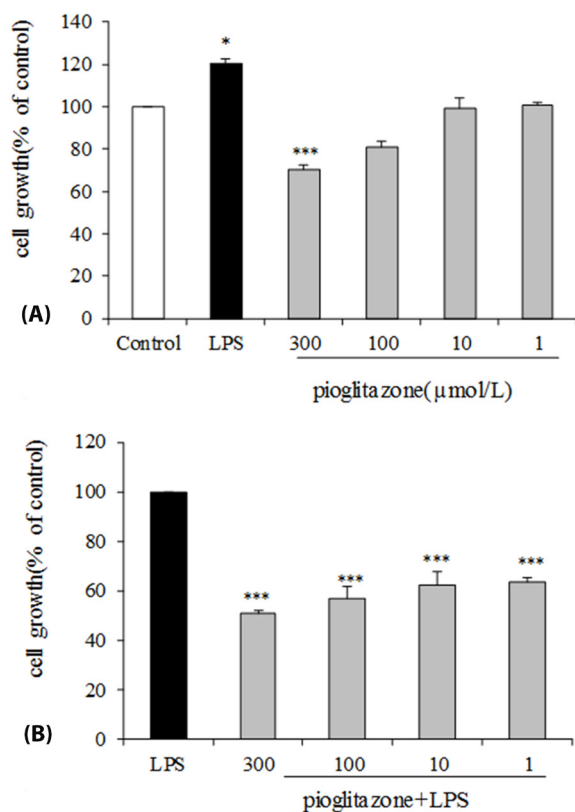 140
120
100
80
60
40
20
0
cell growth(% of control)
*
***
(A)
Control LPS 300 100 10 1
pioglitazone(µmol/L)
120
100
80
60
40
20
0
cell growth(% of control)
*** *** *** ***
(B)
LPS 300 100 10 1
pioglitazone+LPS